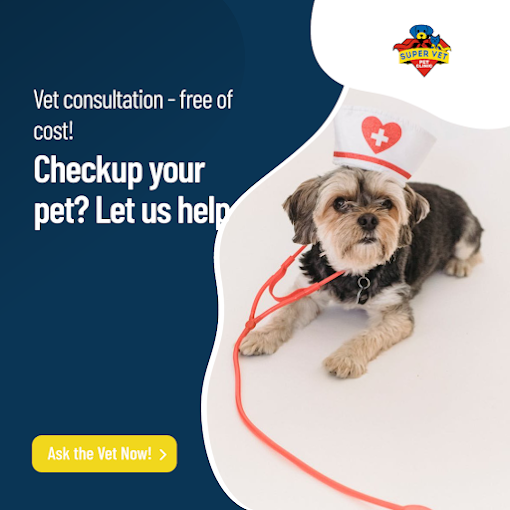 SUPER VET
PET
CLINIC
Vet consultation - free of
cost!
Checkup your
pet? Let us help
Ask the Vet Now!